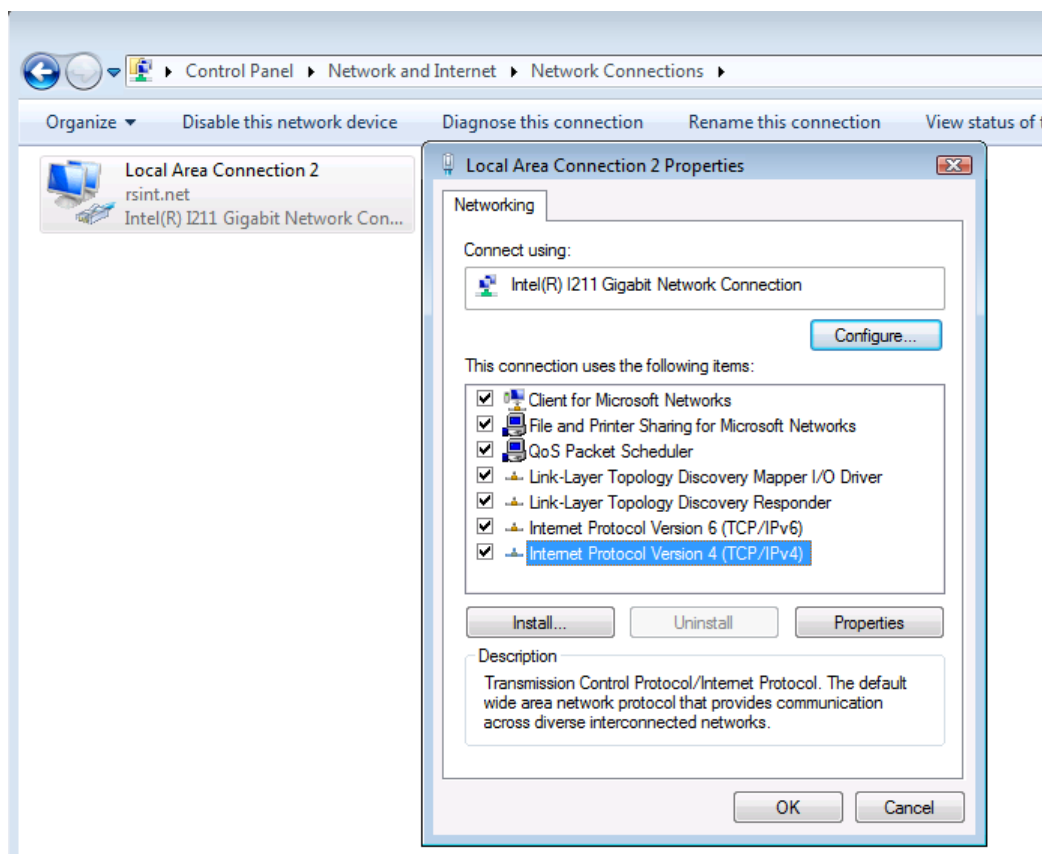 Control Panel Network and Internet Network Connections
Organize Disable this network device Diagnose this connection Rename this connection View status of
Local Area Connection 2
rsint.net
Intel(R) I211 Gigabit Network Con...
Local Area Connection 2 Properties
Networking
Connect using:
Intel(R) I211 Gigabit Network Connection
Configure...
This connection uses the following items:
Client for Microsoft Networks
File and Printer Sharing for Microsoft Networks
QoS Packet Scheduler
Link-Layer Topology Discovery Mapper I/O Driver
Link-Layer Topology Discovery Responder
Internet Protocol Version 6 (TCP/IPv6)
Internet Protocol Version 4 (TCP/IPv4)
Install... Uninstall Properties
Description
Transmission Control Protocol/Internet Protocol. The default
wide area network protocol that provides communication
across diverse interconnected networks.
OK Cancel